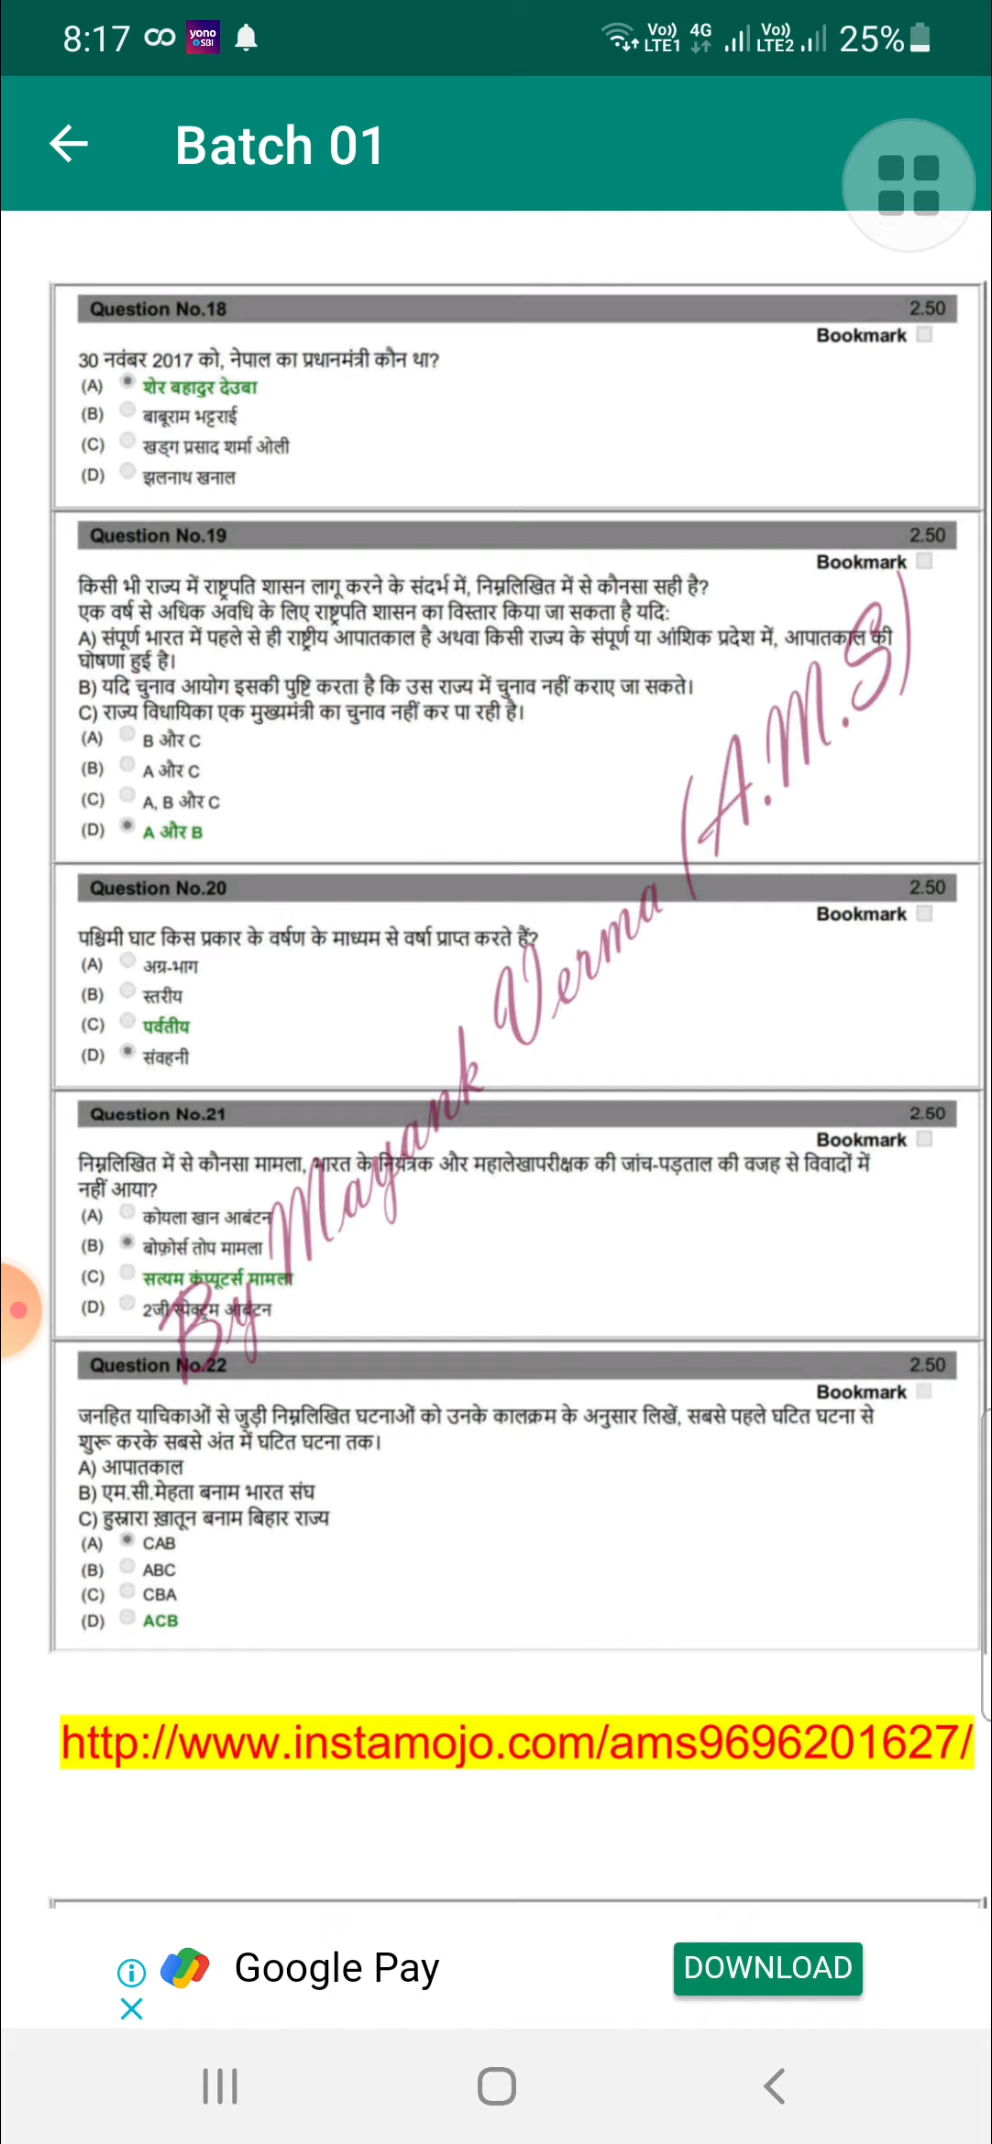 8:17 yono SBI Vo)) LTE1 4G Vo)) LTE2 25%
Batch 01
Question No.18 2.50
Bookmark
30 नवंबर 2017 को, नेपाल का प्रधानमंत्री कौन था?
(A) शेर बहादुर देउबा
(B) बाबूराम भट्टराई
(C) खड्ग प्रसाद शर्मा ओली
(D) झलनाथ खनाल
Question No.19 2.50
Bookmark
किसी भी राज्य में राष्ट्रपति शासन लागू करने के संदर्भ में, निम्नलिखित में से कौनसा सही है?
एक वर्ष से अधिक अवधि के लिए राष्ट्रपति शासन का विस्तार किया जा सकता है यदि:
A) संपूर्ण भारत में पहले से ही राष्ट्रीय आपातकाल है अथवा किसी राज्य के संपूर्ण या आंशिक प्रदेश में, आपातकाल की
घोषणा हुई है।
B) यदि चुनाव आयोग इसकी पुष्टि करता है कि उस राज्य में चुनाव नहीं कराए जा सकते।
C) राज्य विधायिका एक मुख्यमंत्री का चुनाव नहीं कर पा रही है।
(A) B और C
(B) A और C
(C) A, B और C
(D) A और B
Question No.20 2.50
Bookmark
पश्चिमी घाट किस प्रकार के वर्षण के माध्यम से वर्षा प्राप्त करते हैं?
(A) अग्र-भाग
(B) स्तरीय
(C) पर्वतीय
(D) संवहनी
Question No.21 2.50
Bookmark
निम्नलिखित में से कौनसा मामला, भारत के नियंत्रक और महालेखापरीक्षक की जांच-पड़ताल की वजह से विवादों में
नहीं आया?
(A) कोयला खान आबंटन
(B) बोफ़ोर्स तोप मामला
(C) सत्यम कंप्यूटर्स मामला
(D) 2जी स्पेक्ट्रम आबंटन
By Mayank Verma (A.M.S)
Question No.22 2.50
Bookmark
जनहित याचिकाओं से जुड़ी निम्नलिखित घटनाओं को उनके कालक्रम के अनुसार लिखें, सबसे पहले घटित घटना से
शुरू करके सबसे अंत में घटित घटना तक।
A) आपातकाल
B) एम.सी.मेहता बनाम भारत संघ
C) हुस्नारा ख़ातून बनाम बिहार राज्य
(A) CAB
(B) ABC
(C) CBA
(D) ACB
http://www.instamojo.com/ams9696201627/
Google Pay DOWNLOAD